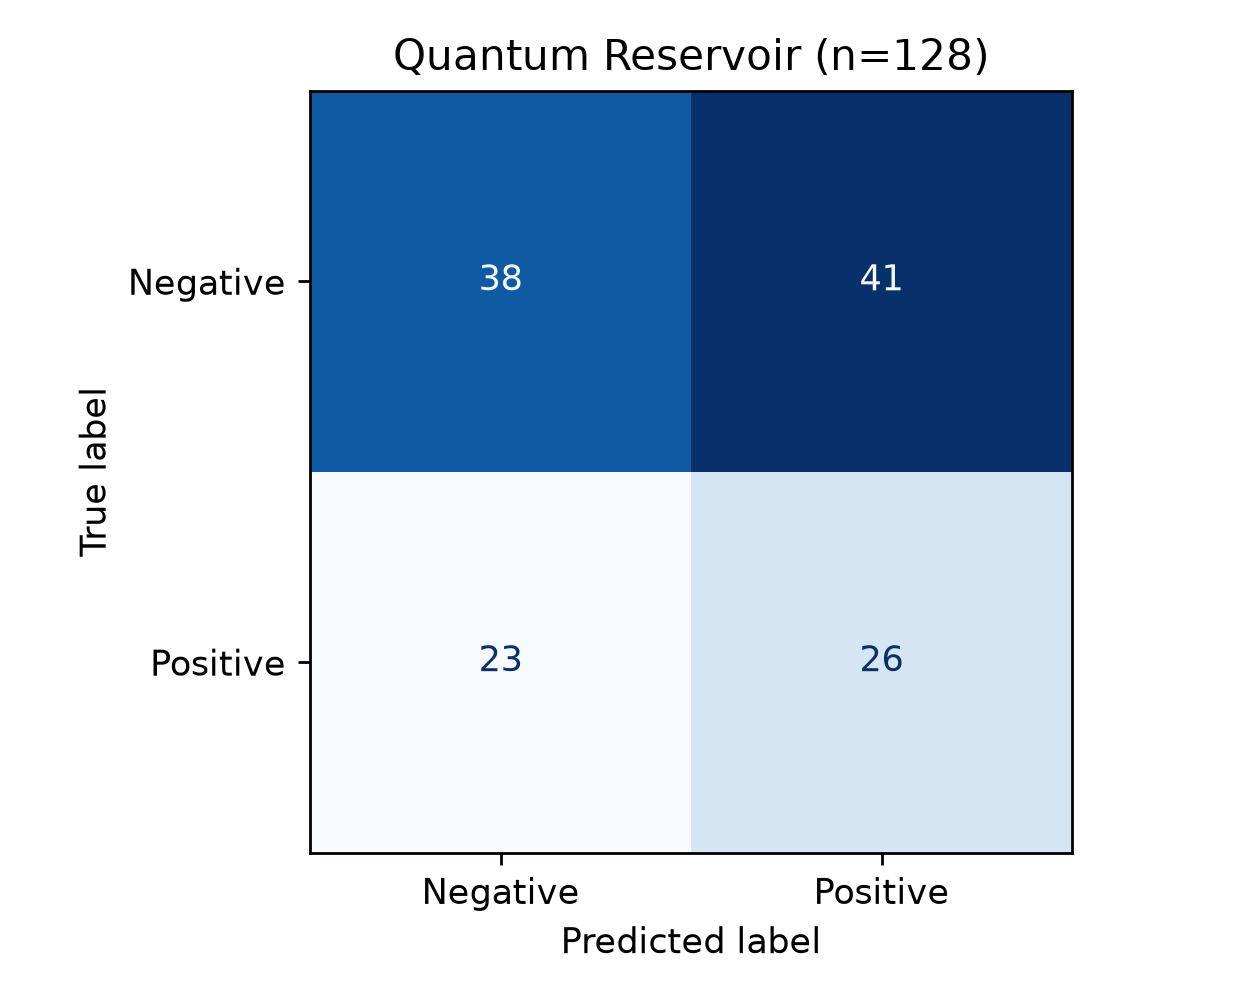 Quantum Reservoir (n=128)
Negative
38
41
True label
Positive
23
26
Negative
Positive
Predicted label